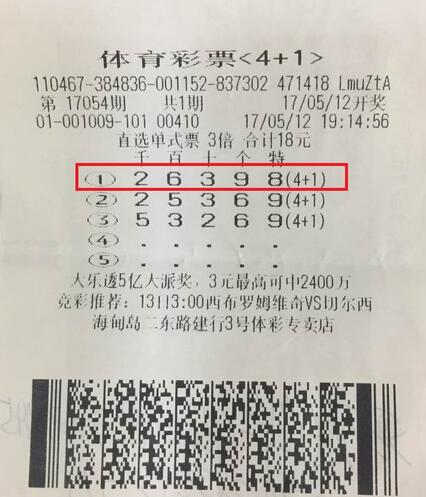 体育彩票<4+1>
110467-384836-001152-837302 471418 LmuZtA
第 17054期 共1期 17/05/12开奖
01-001009-101 00410 17/05/12 19:14:56
直选单式票 3倍 合计18元
千 百 十 个 特
① 2 6 3 9 8(4+1)
② 2 5 3 6 9(4+1)
③ 5 3 2 6 9(4+1)
④ . . . . .
⑤ . . . . .
大乐透5亿大派奖，3元最高可中2400万
竞彩推荐：13日3:00西布罗姆维奇VS切尔西
海甸岛二东路建行3号体彩专卖店